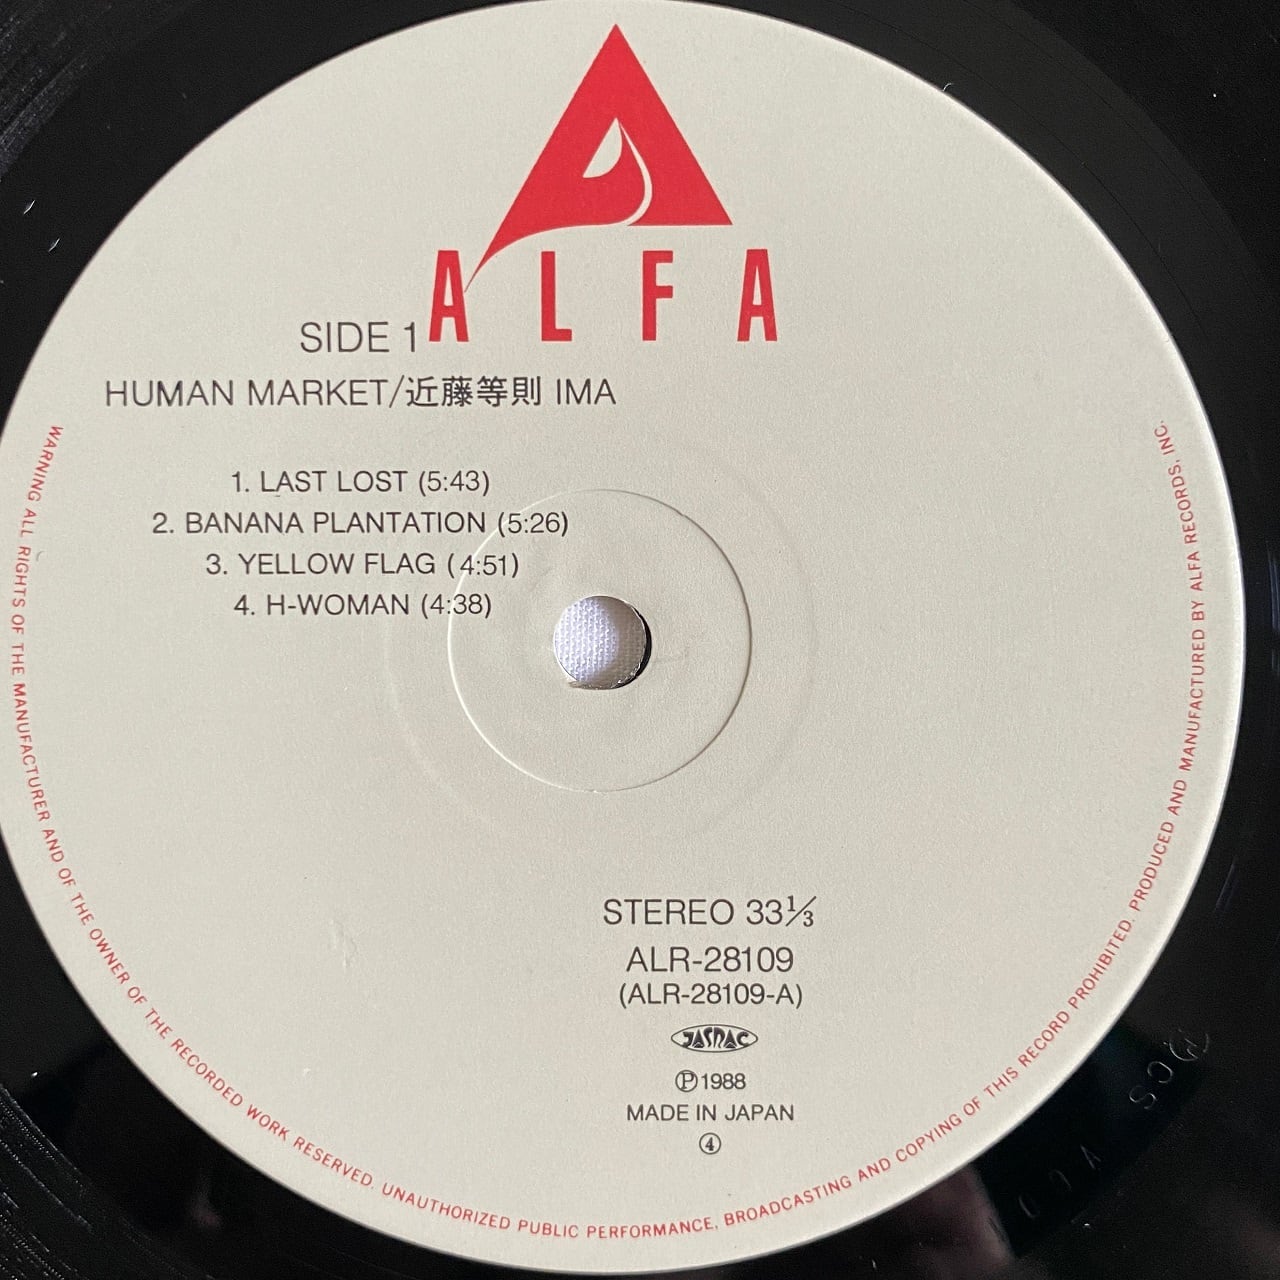 ALFA
SIDE 1
HUMAN MARKET/近藤等則 IMA
1. LAST LOST (5:43)
2. BANANA PLANTATION (5:26)
3. YELLOW FLAG (4:51)
4. H-WOMAN (4:38)
STEREO 33⅓
ALR-28109
(ALR-28109-A)
JASRAC
Ⓟ1988
MADE IN JAPAN
④
WARNING ALL RIGHTS OF THE MANUFACTURER AND OF THE OWNER OF THE RECORDED WORK RESERVED. UNAUTHORIZED PUBLIC PERFORMANCE, BROADCASTING AND COPYING OF THIS RECORD PROHIBITED. PRODUCED AND MANUFACTURED BY ALFA RECORDS, INC.